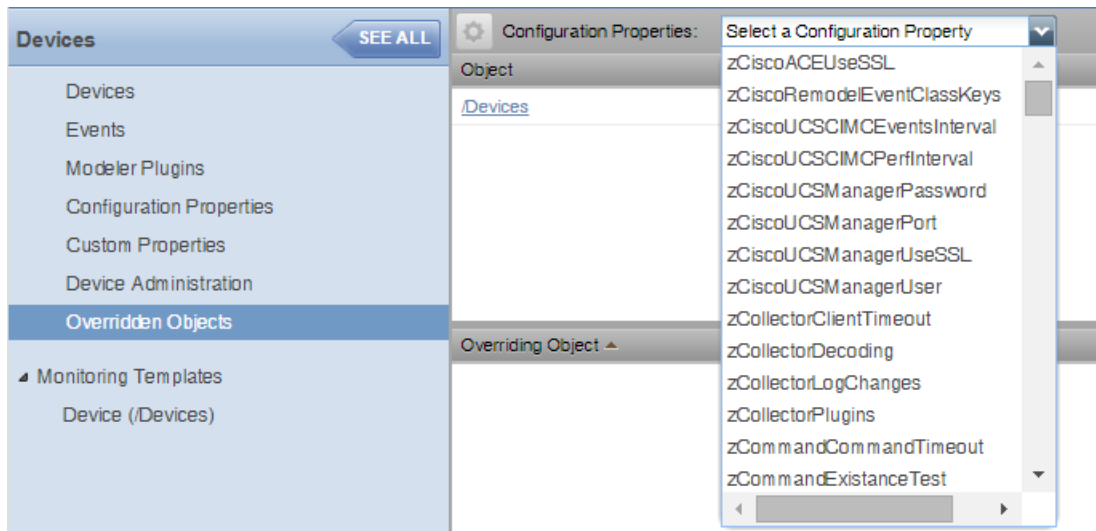 Devices
SEE ALL
Devices
Events
Modeler Plugins
Configuration Properties
Custom Properties
Device Administration
Overridden Objects
Monitoring Templates
Device (/Devices)
Configuration Properties:
Select a Configuration Property
Object
/Devices
Overriding Object
zCiscoACEUseSSL
zCiscoRemodelEventClassKeys
zCiscoUCSCIMCEventsInterval
zCiscoUCSCIMCPerfInterval
zCiscoUCSManagerPassword
zCiscoUCSManagerPort
zCiscoUCSManagerUseSSL
zCiscoUCSManagerUser
zCollectorClientTimeout
zCollectorDecoding
zCollectorLogChanges
zCollectorPlugins
zCommandCommandTimeout
zCommandExistanceTest